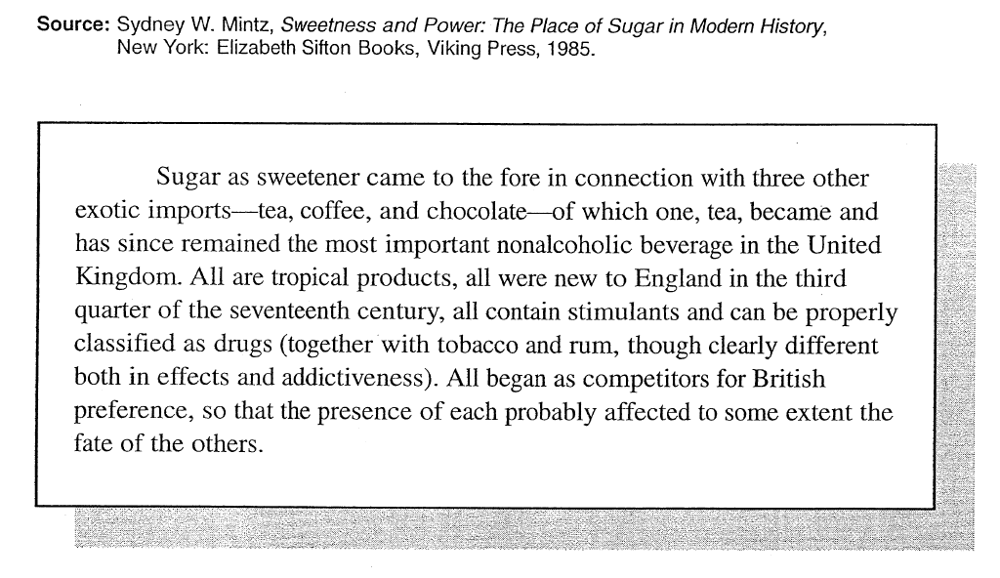 Source: Sydney W. Mintz, Sweetness and Power: The Place of Sugar in Modern History,
New York: Elizabeth Sifton Books, Viking Press, 1985.
Sugar as sweetener came to the fore in connection with three other
exotic imports—tea, coffee, and chocolate—of which one, tea, became and
has since remained the most important nonalcoholic beverage in the United
Kingdom. All are tropical products, all were new to England in the third
quarter of the seventeenth century, all contain stimulants and can be properly
classified as drugs (together with tobacco and rum, though clearly different
both in effects and addictiveness). All began as competitors for British
preference, so that the presence of each probably affected to some extent the
fate of the others.